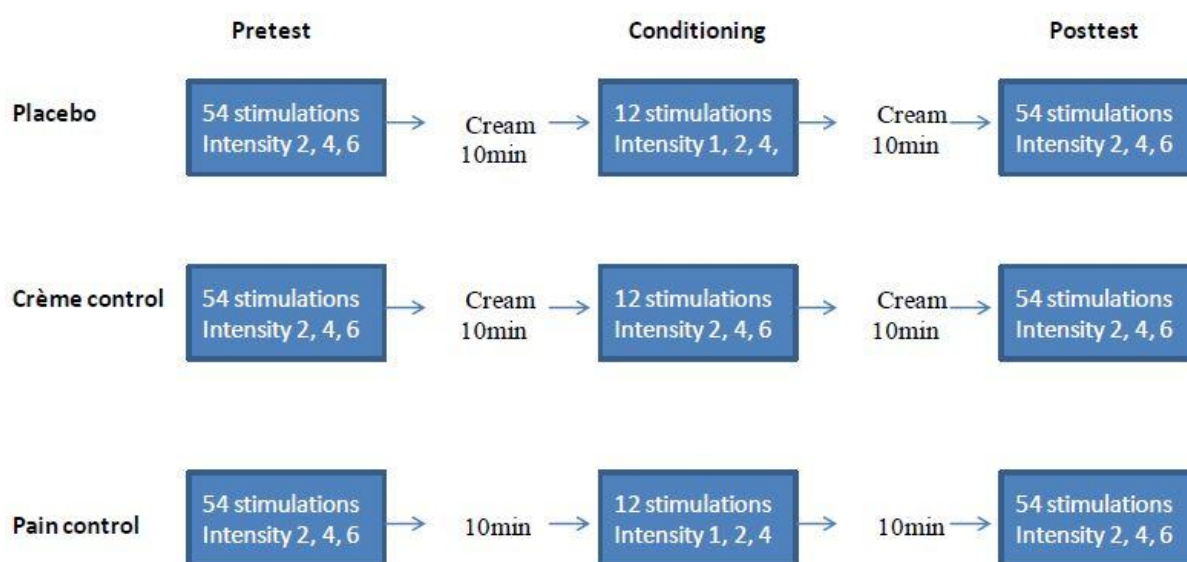 Pretest Conditioning Posttest
Placebo
54 stimulations
Intensity 2, 4, 6
Cream
10min
12 stimulations
Intensity 1, 2, 4,
Cream
10min
54 stimulations
Intensity 2, 4, 6
Crème control
54 stimulations
Intensity 2, 4, 6
Cream
10min
12 stimulations
Intensity 2, 4, 6
Cream
10min
54 stimulations
Intensity 2, 4, 6
Pain control
54 stimulations
Intensity 2, 4, 6
10min
12 stimulations
Intensity 1, 2, 4
10min
54 stimulations
Intensity 2, 4, 6